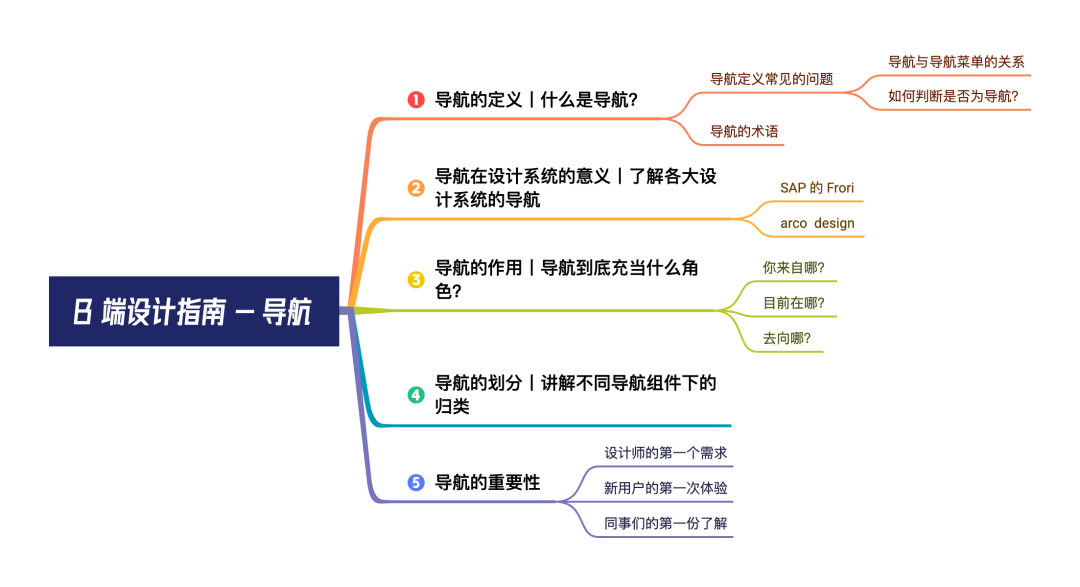 B 端设计指南 — 导航
1 导航的定义丨什么是导航?
导航定义常见的问题
导航与导航菜单的关系
如何判断是否为导航?
导航的术语
2 导航在设计系统的意义丨了解各大设
计系统的导航
SAP 的 Frori
arco design
3 导航的作用丨导航到底充当什么角
色?
你来自哪?
目前在哪?
去向哪?
4 导航的划分丨讲解不同导航组件下的
归类
5 导航的重要性
设计师的第一个需求
新用户的第一次体验
同事们的第一份了解